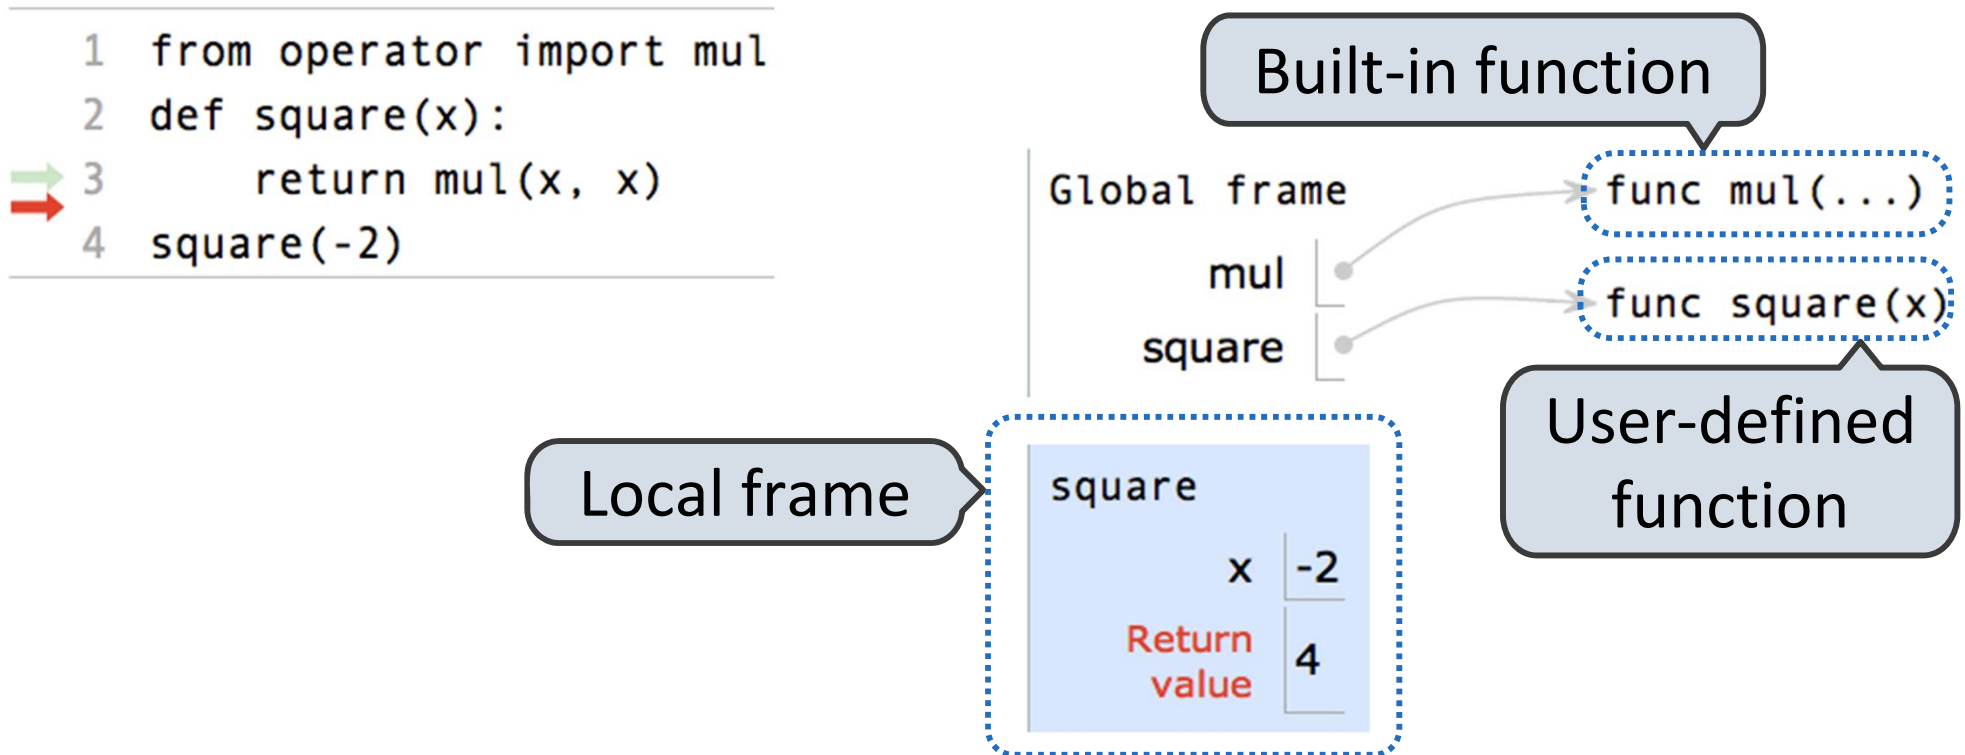 1 from operator import mul
2 def square(x):
3     return mul(x, x)
4 square(-2)
Built-in function
Global frame
func mul(...)
mul
func square(x)
square
User-defined
function
Local frame
square
x -2
Return
value
4